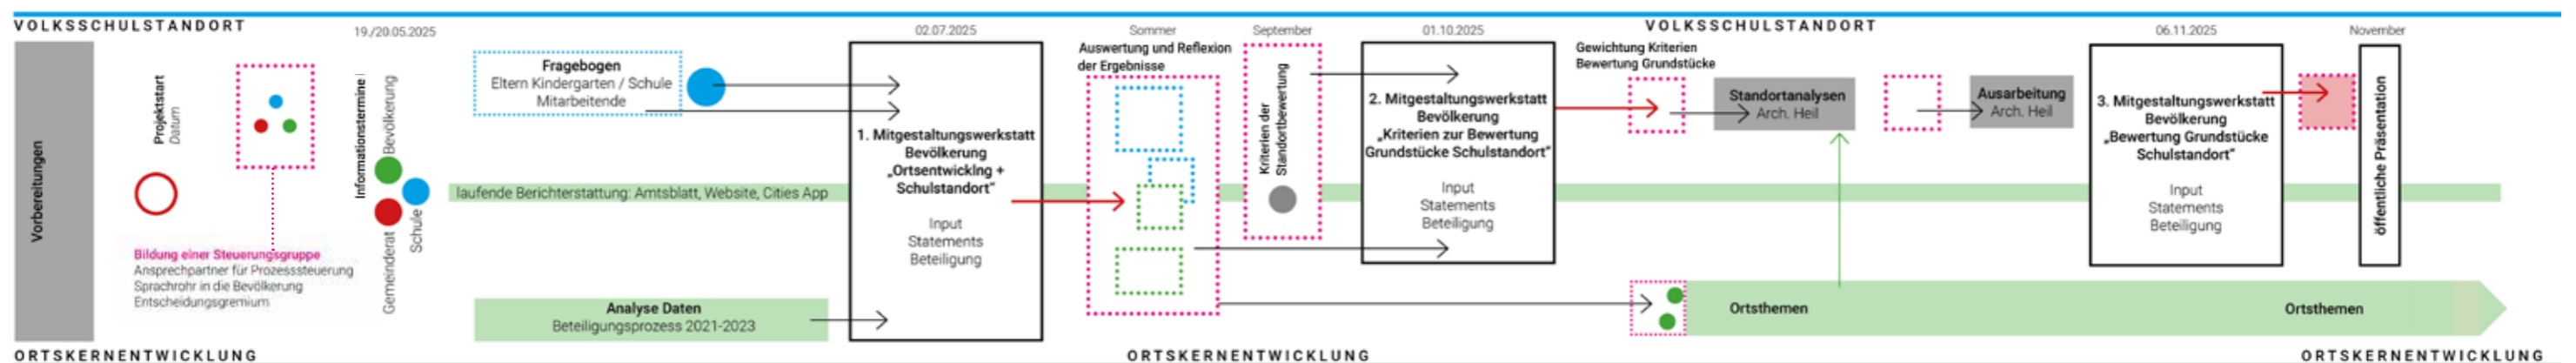 VOLKSSCHULSTANDORT
VOLKSSCHULSTANDORT
Vorbereitungen
Projektstart
Datum
Bildung einer Steuerungsgruppe
Ansprechpartner für Prozesssteuerung
Sprachrohr in die Bevölkerung
Entscheidungsgremium
19./20.05.2025
Informationstermine
Bevölkerung
Gemeinderat
Schule
Fragebogen
Eltern Kindergarten / Schule
Mitarbeitende
laufende Berichterstattung: Amtsblatt, Website, Cities App
Analyse Daten
Beteiligungsprozess 2021-2023
02.07.2025
1. Mitgestaltungswerkstatt
Bevölkerung
„Ortsentwicklng +
Schulstandort“
Input
Statements
Beteiligung
Sommer
Auswertung und Reflexion
der Ergebnisse
September
Kriterien der
Standortbewertung
01.10.2025
2. Mitgestaltungswerkstatt
Bevölkerung
„Kriterien zur Bewertung
Grundstücke Schulstandort“
Input
Statements
Beteiligung
Gewichtung Kriterien
Bewertung Grundstücke
Standortanalysen
Arch. Heil
Ausarbeitung
Arch. Heil
06.11.2025
3. Mitgestaltungswerkstatt
Bevölkerung
„Bewertung Grundstücke
Schulstandort“
Input
Statements
Beteiligung
November
öffentliche Präsentation
Ortsthemen
Ortsthemen
ORTSKERNENTWICKLUNG
ORTSKERNENTWICKLUNG
ORTSKERNENTWICKLUNG